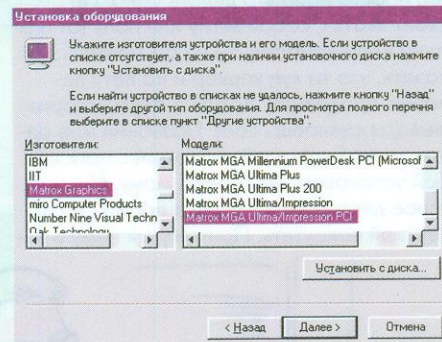 Установка оборудования
Укажите изготовителя устройства и его модель. Если устройство в
списке отсутствует, а также при наличии установочного диска нажмите
кнопку "Установить с диска".
Если найти устройство в списках не удалось, нажмите кнопку "Назад"
и выберите другой тип оборудования. Для просмотра полного перечня
выберите в списке пункт "Другие устройства".
Изготовители:
IBM
IIT
Matrox Graphics
miro Computer Products
Number Nine Visual Techn
Oak Technology
Модели:
Matrox MGA Millennium PowerDesk PCI (Microsof
Matrox MGA Ultima Plus
Matrox MGA Ultima Plus 200
Matrox MGA Ultima/Impression
Matrox MGA Ultima/Impression PCI
Установить с диска...
< Назад
Далее >
Отмена